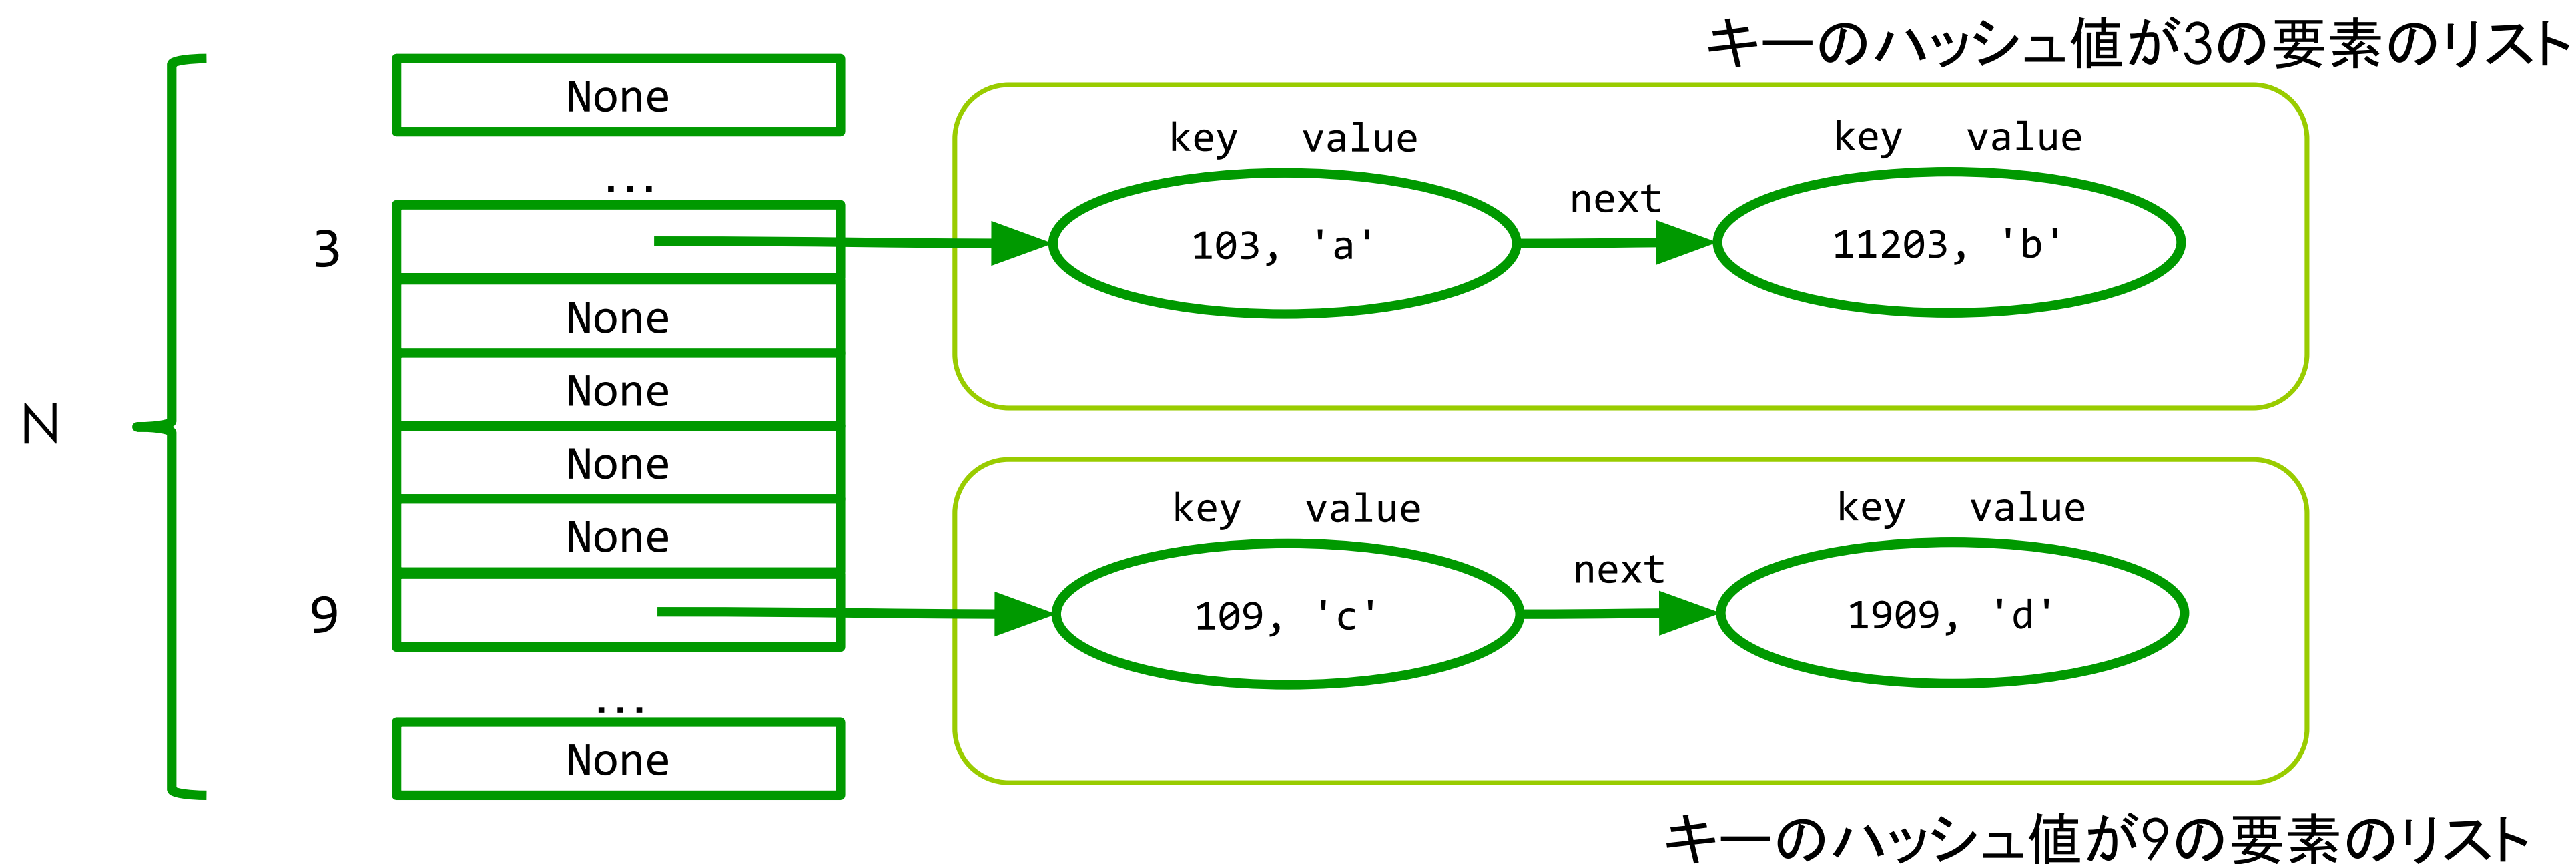 キーのハッシュ値が3の要素のリスト
None
key value
key value
...
next
3
103, 'a'
11203, 'b'
None
None
N
None
key value
key value
None
next
9
109, 'c'
1909, 'd'
...
None
キーのハッシュ値が9の要素のリスト